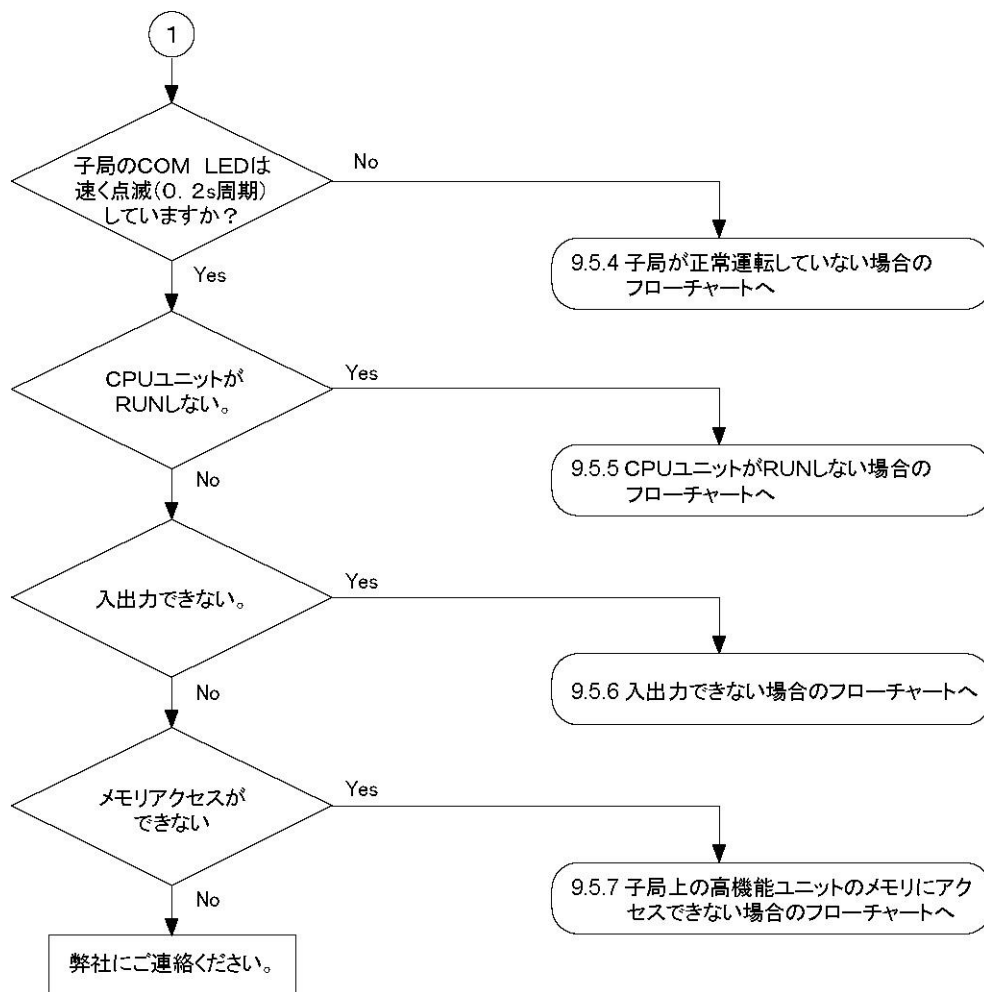 1
子局のCOM LEDは
速く点滅(0.2s周期)
していますか?
No
9.5.4 子局が正常運転していない場合の
フローチャートへ
Yes
CPUユニットが
RUNしない。
Yes
9.5.5 CPUユニットがRUNしない場合の
フローチャートへ
No
入出力できない。
Yes
9.5.6 入出力できない場合のフローチャートへ
No
メモリアクセスが
できない
Yes
9.5.7 子局上の高機能ユニットのメモリにアク
セスできない場合のフローチャートへ
No
弊社にご連絡ください。